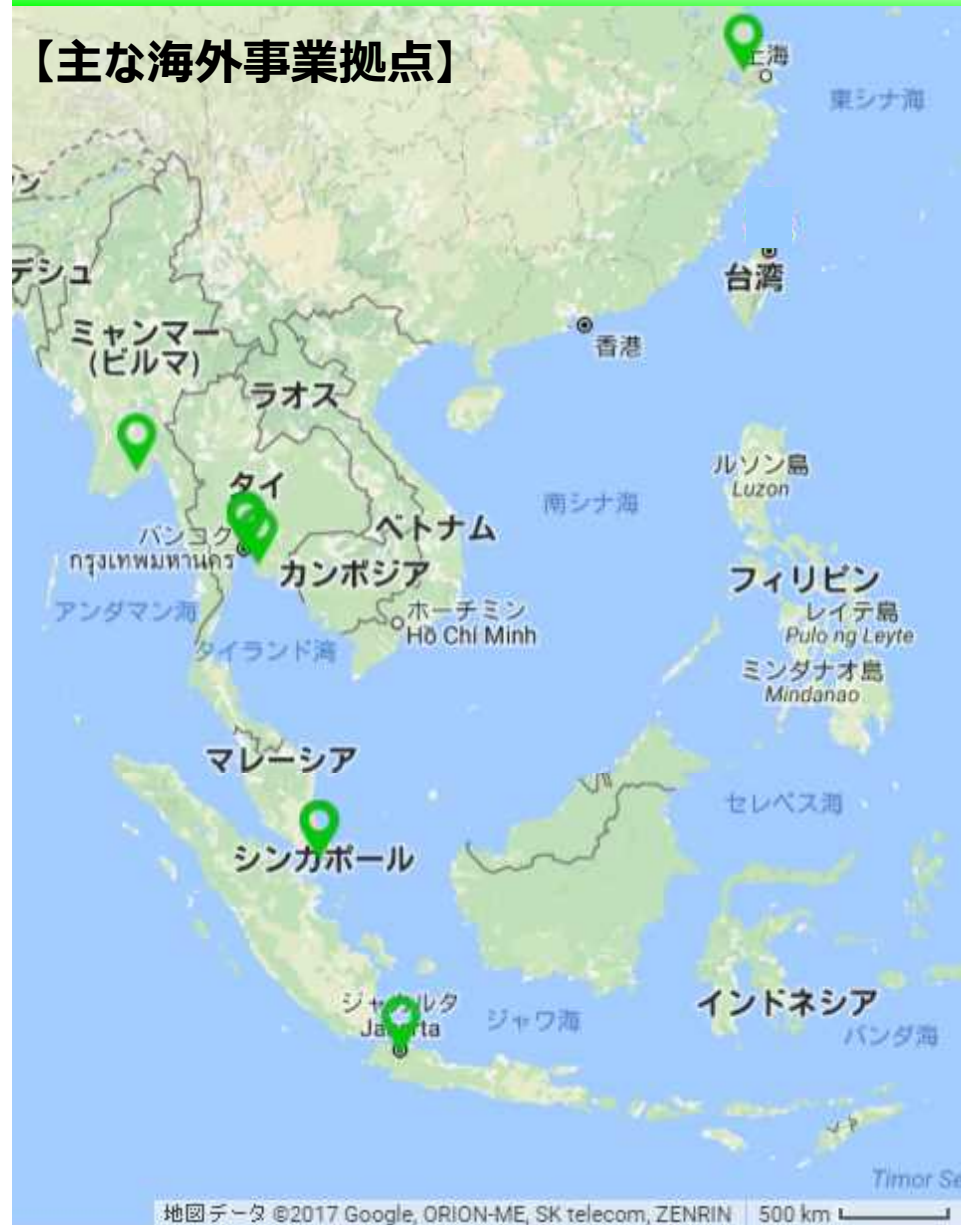 【主な海外事業拠点】
上海
東シナ海
ン
デシュ
台湾
ミャンマー
(ビルマ)
香港
ラオス
ルソン島
Luzon
タイ
南シナ海
バンコク
กรุงเทพมหานคร
ベトナム
カンボジア
フィリピン
アンダマン海
ホーチミン
Hồ Chi Minh
レイテ島
Pulo ng Leyte
タイランド湾
ミンダナオ島
Mindanao
マレーシア
セレベス海
シンガポール
ジャカルタ
Jakarta
ジャワ海
インドネシア
バンダ海
Timor Se
地図データ ©2017 Google, ORION-ME, SK telecom, ZENRIN
500 km